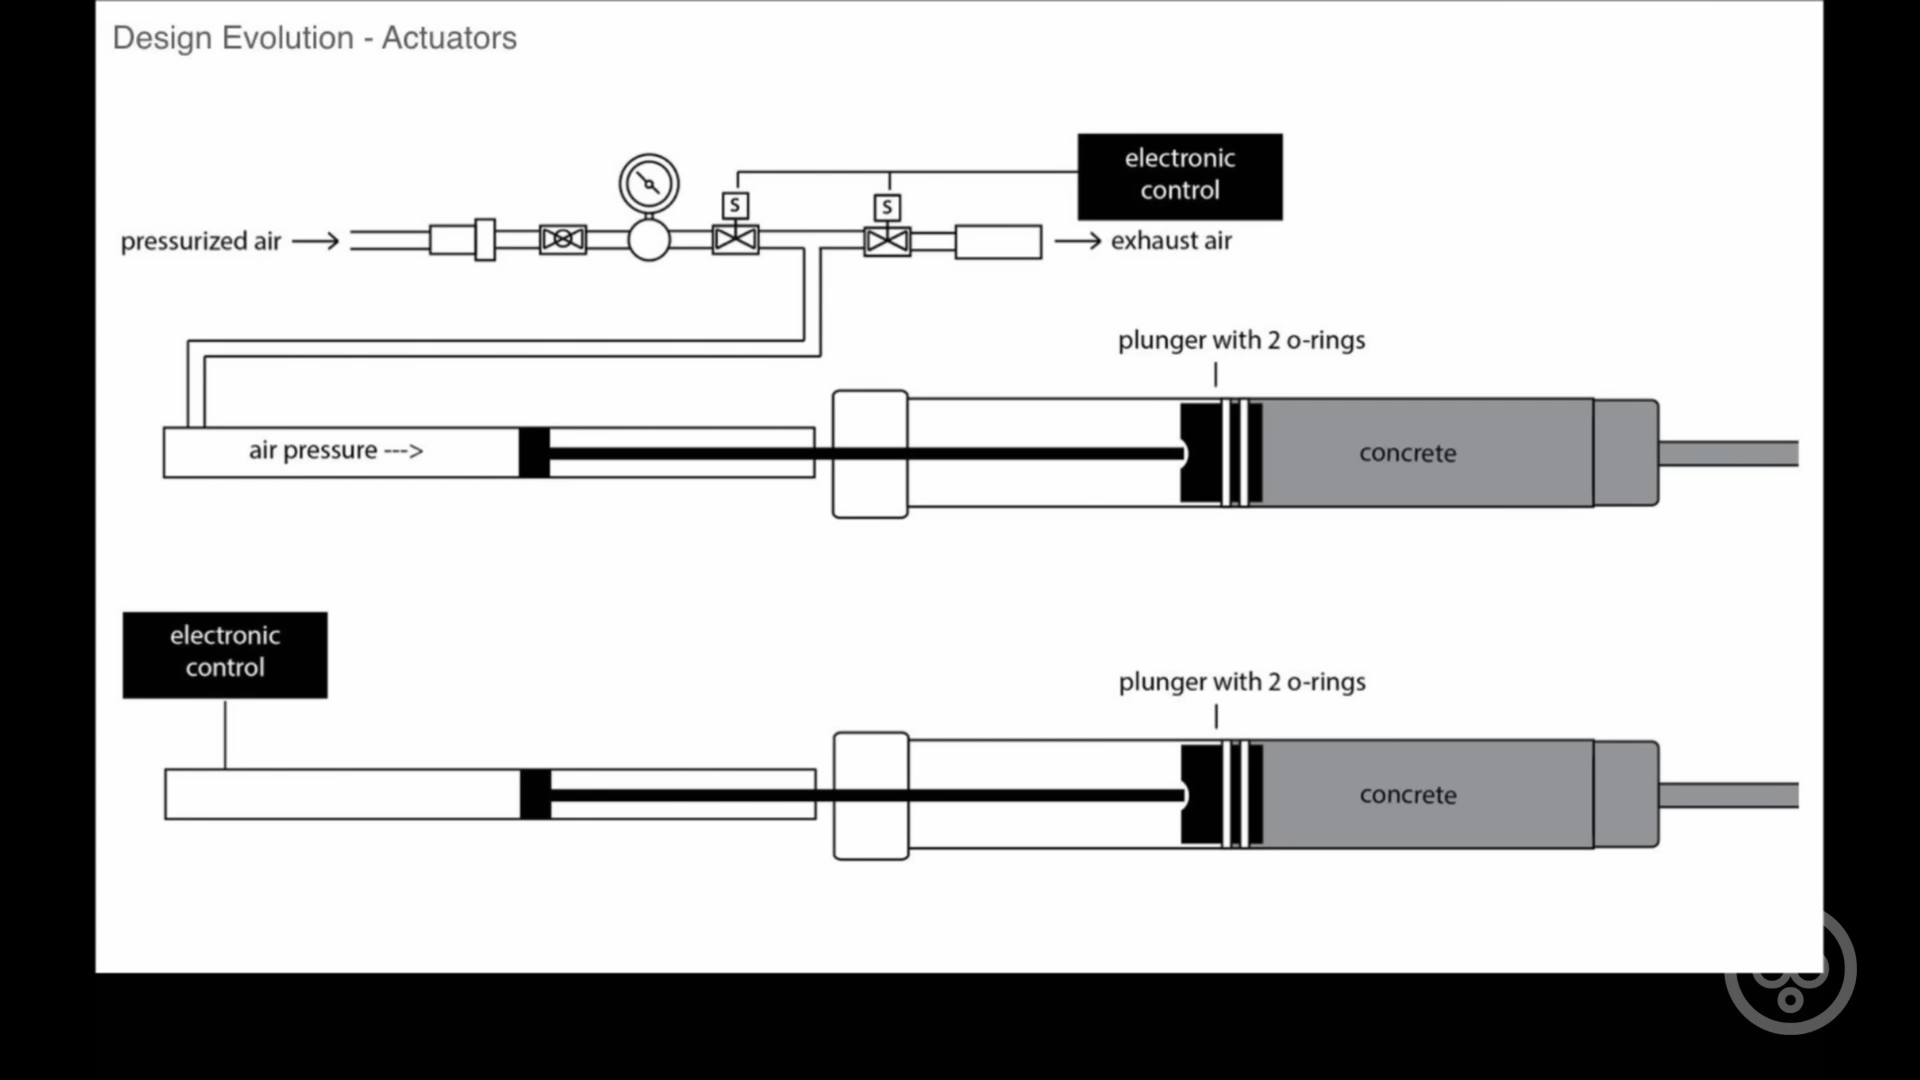 Design Evolution - Actuators
electronic
control
S
S
pressurized air
exhaust air
plunger with 2 o-rings
air pressure --->
concrete
electronic
control
plunger with 2 o-rings
concrete